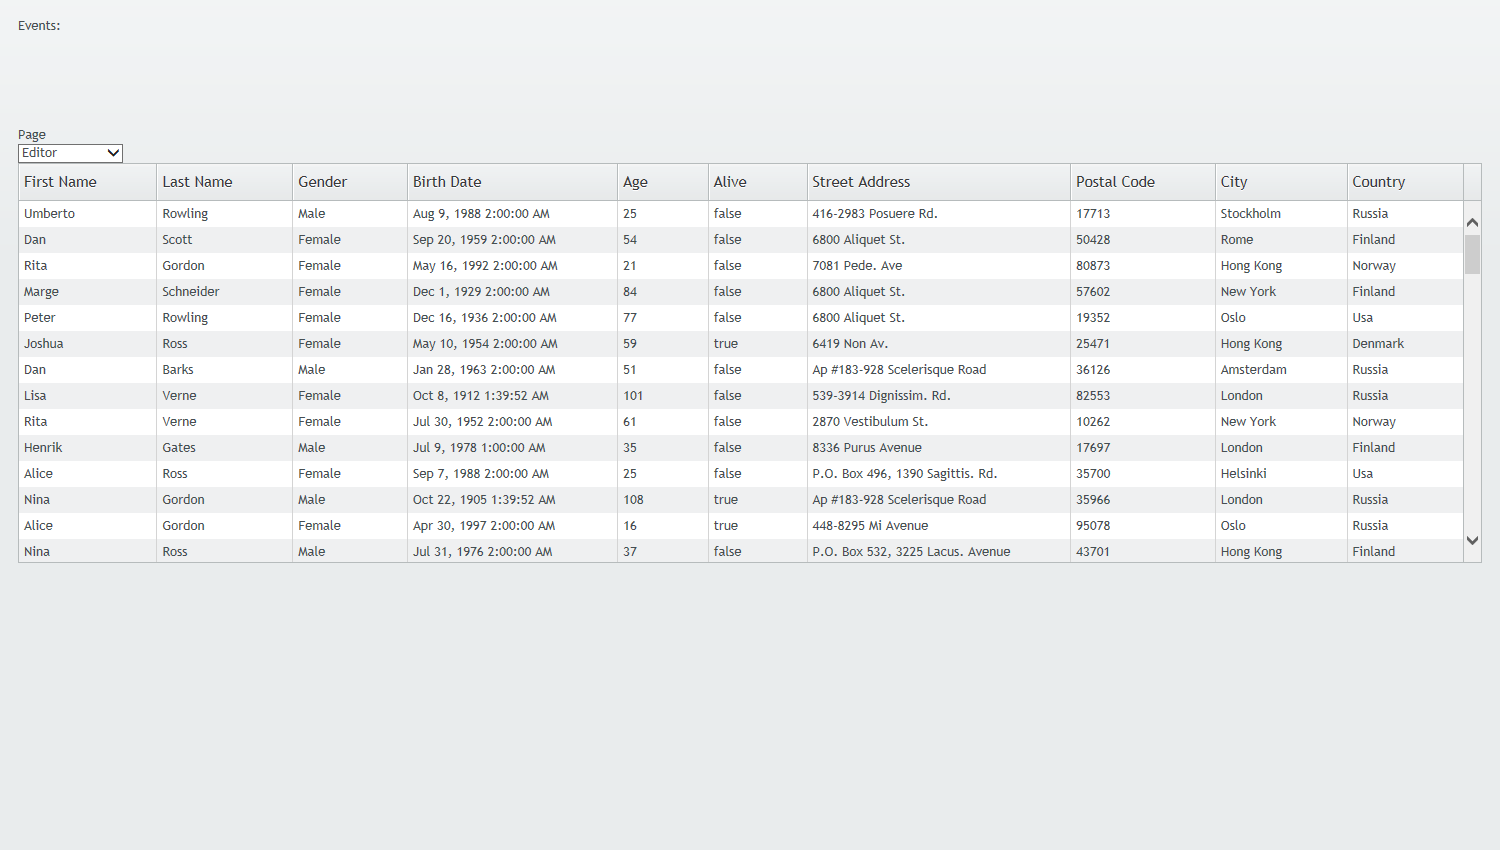 Events:
Page
Editor
First Name Last Name Gender Birth Date Age Alive Street Address Postal Code City Country
Umberto Rowling Male Aug 9, 1988 2:00:00 AM 25 false 416-2983 Posuere Rd. 17713 Stockholm Russia
Dan Scott Female Sep 20, 1959 2:00:00 AM 54 false 6800 Aliquet St. 50428 Rome Finland
Rita Gordon Female May 16, 1992 2:00:00 AM 21 false 7081 Pede. Ave 80873 Hong Kong Norway
Marge Schneider Female Dec 1, 1929 2:00:00 AM 84 false 6800 Aliquet St. 57602 New York Finland
Peter Rowling Female Dec 16, 1936 2:00:00 AM 77 false 6800 Aliquet St. 19352 Oslo Usa
Joshua Ross Female May 10, 1954 2:00:00 AM 59 true 6419 Non Av. 25471 Hong Kong Denmark
Dan Barks Male Jan 28, 1963 2:00:00 AM 51 false Ap #183-928 Scelerisque Road 36126 Amsterdam Russia
Lisa Verne Female Oct 8, 1912 1:39:52 AM 101 false 539-3914 Dignissim. Rd. 82553 London Russia
Rita Verne Female Jul 30, 1952 2:00:00 AM 61 false 2870 Vestibulum St. 10262 New York Norway
Henrik Gates Male Jul 9, 1978 1:00:00 AM 35 false 8336 Purus Avenue 17697 London Finland
Alice Ross Female Sep 7, 1988 2:00:00 AM 25 false P.O. Box 496, 1390 Sagittis. Rd. 35700 Helsinki Usa
Nina Gordon Male Oct 22, 1905 1:39:52 AM 108 true Ap #183-928 Scelerisque Road 35966 London Russia
Alice Gordon Female Apr 30, 1997 2:00:00 AM 16 true 448-8295 Mi Avenue 95078 Oslo Russia
Nina Ross Male Jul 31, 1976 2:00:00 AM 37 false P.O. Box 532, 3225 Lacus. Avenue 43701 Hong Kong Finland